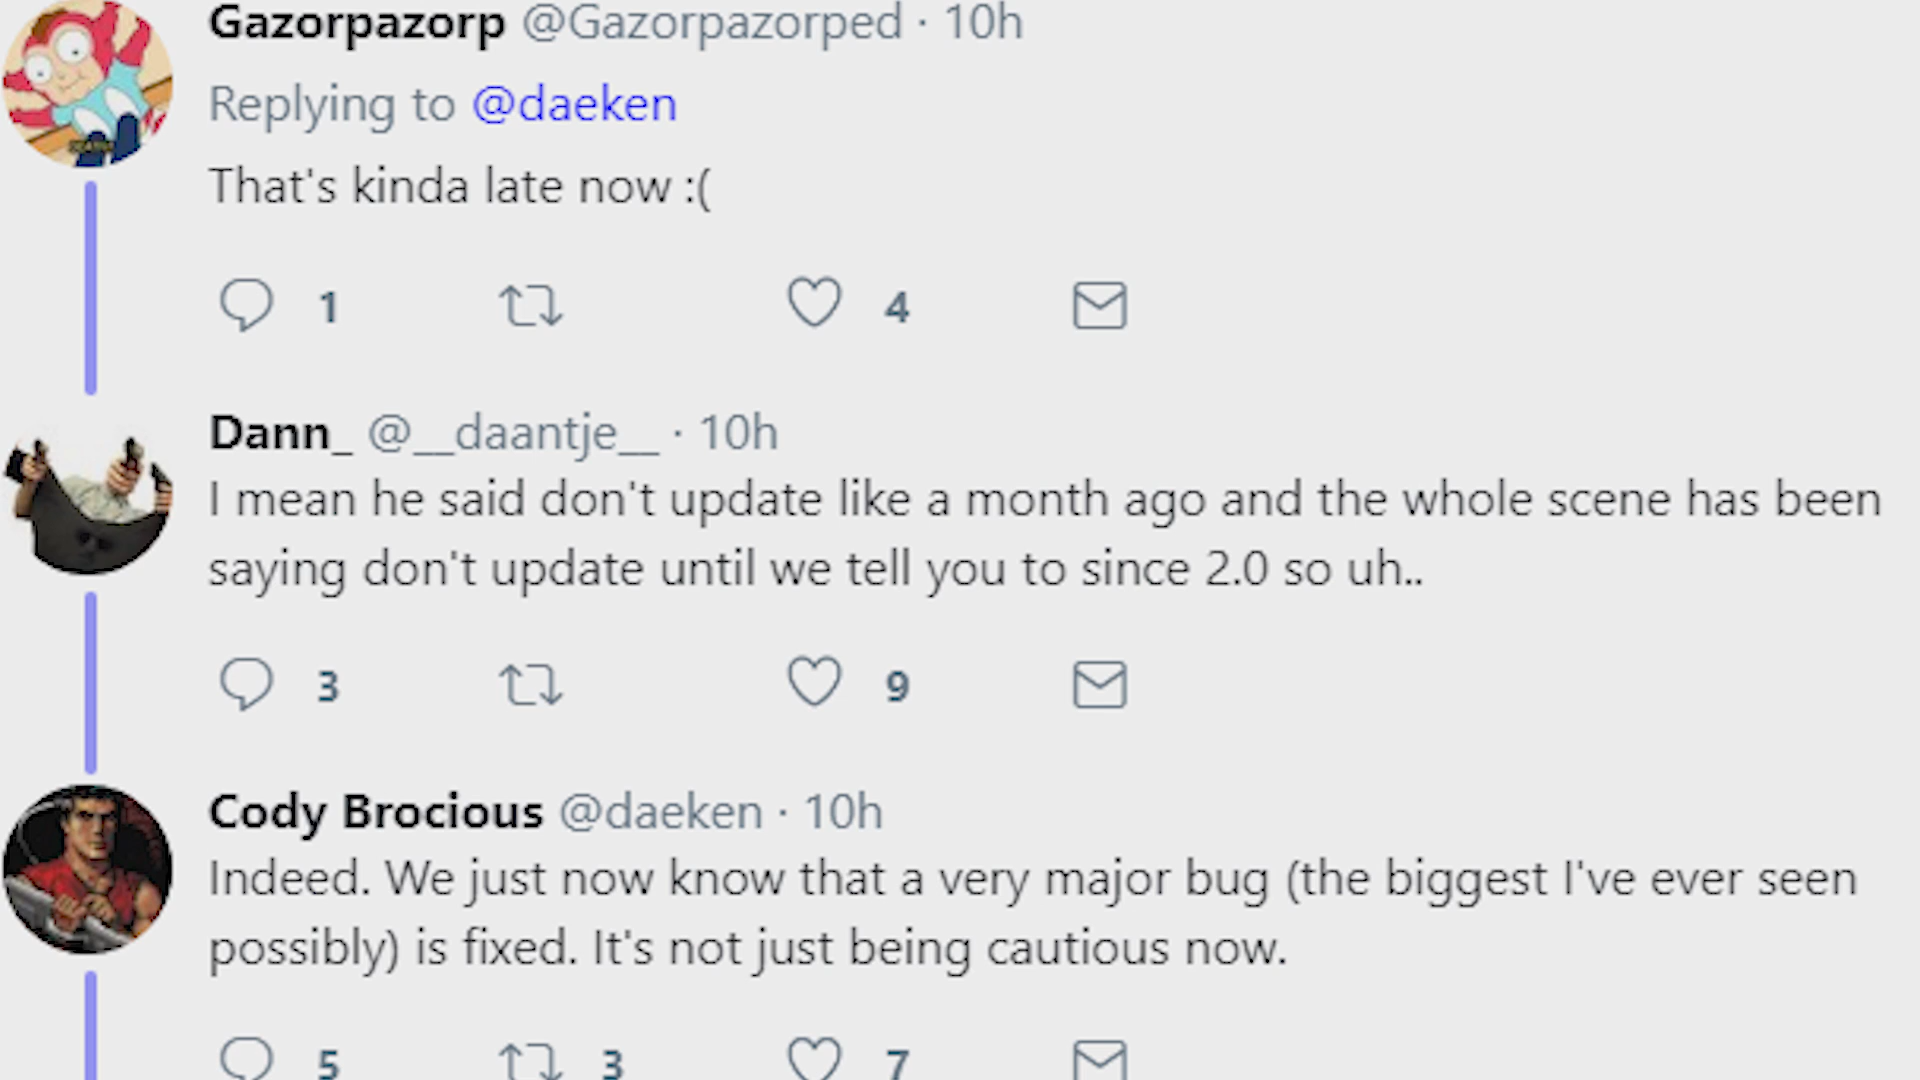 Gazorpazorp @Gazorpazorped · 10h
Replying to @daeken
That's kinda late now :(
1 4
Dann_ @__daantje__ · 10h
I mean he said don't update like a month ago and the whole scene has been
saying don't update until we tell you to since 2.0 so uh..
3 9
Cody Brocious @daeken · 10h
Indeed. We just now know that a very major bug (the biggest I've ever seen
possibly) is fixed. It's not just being cautious now.
5 3 7